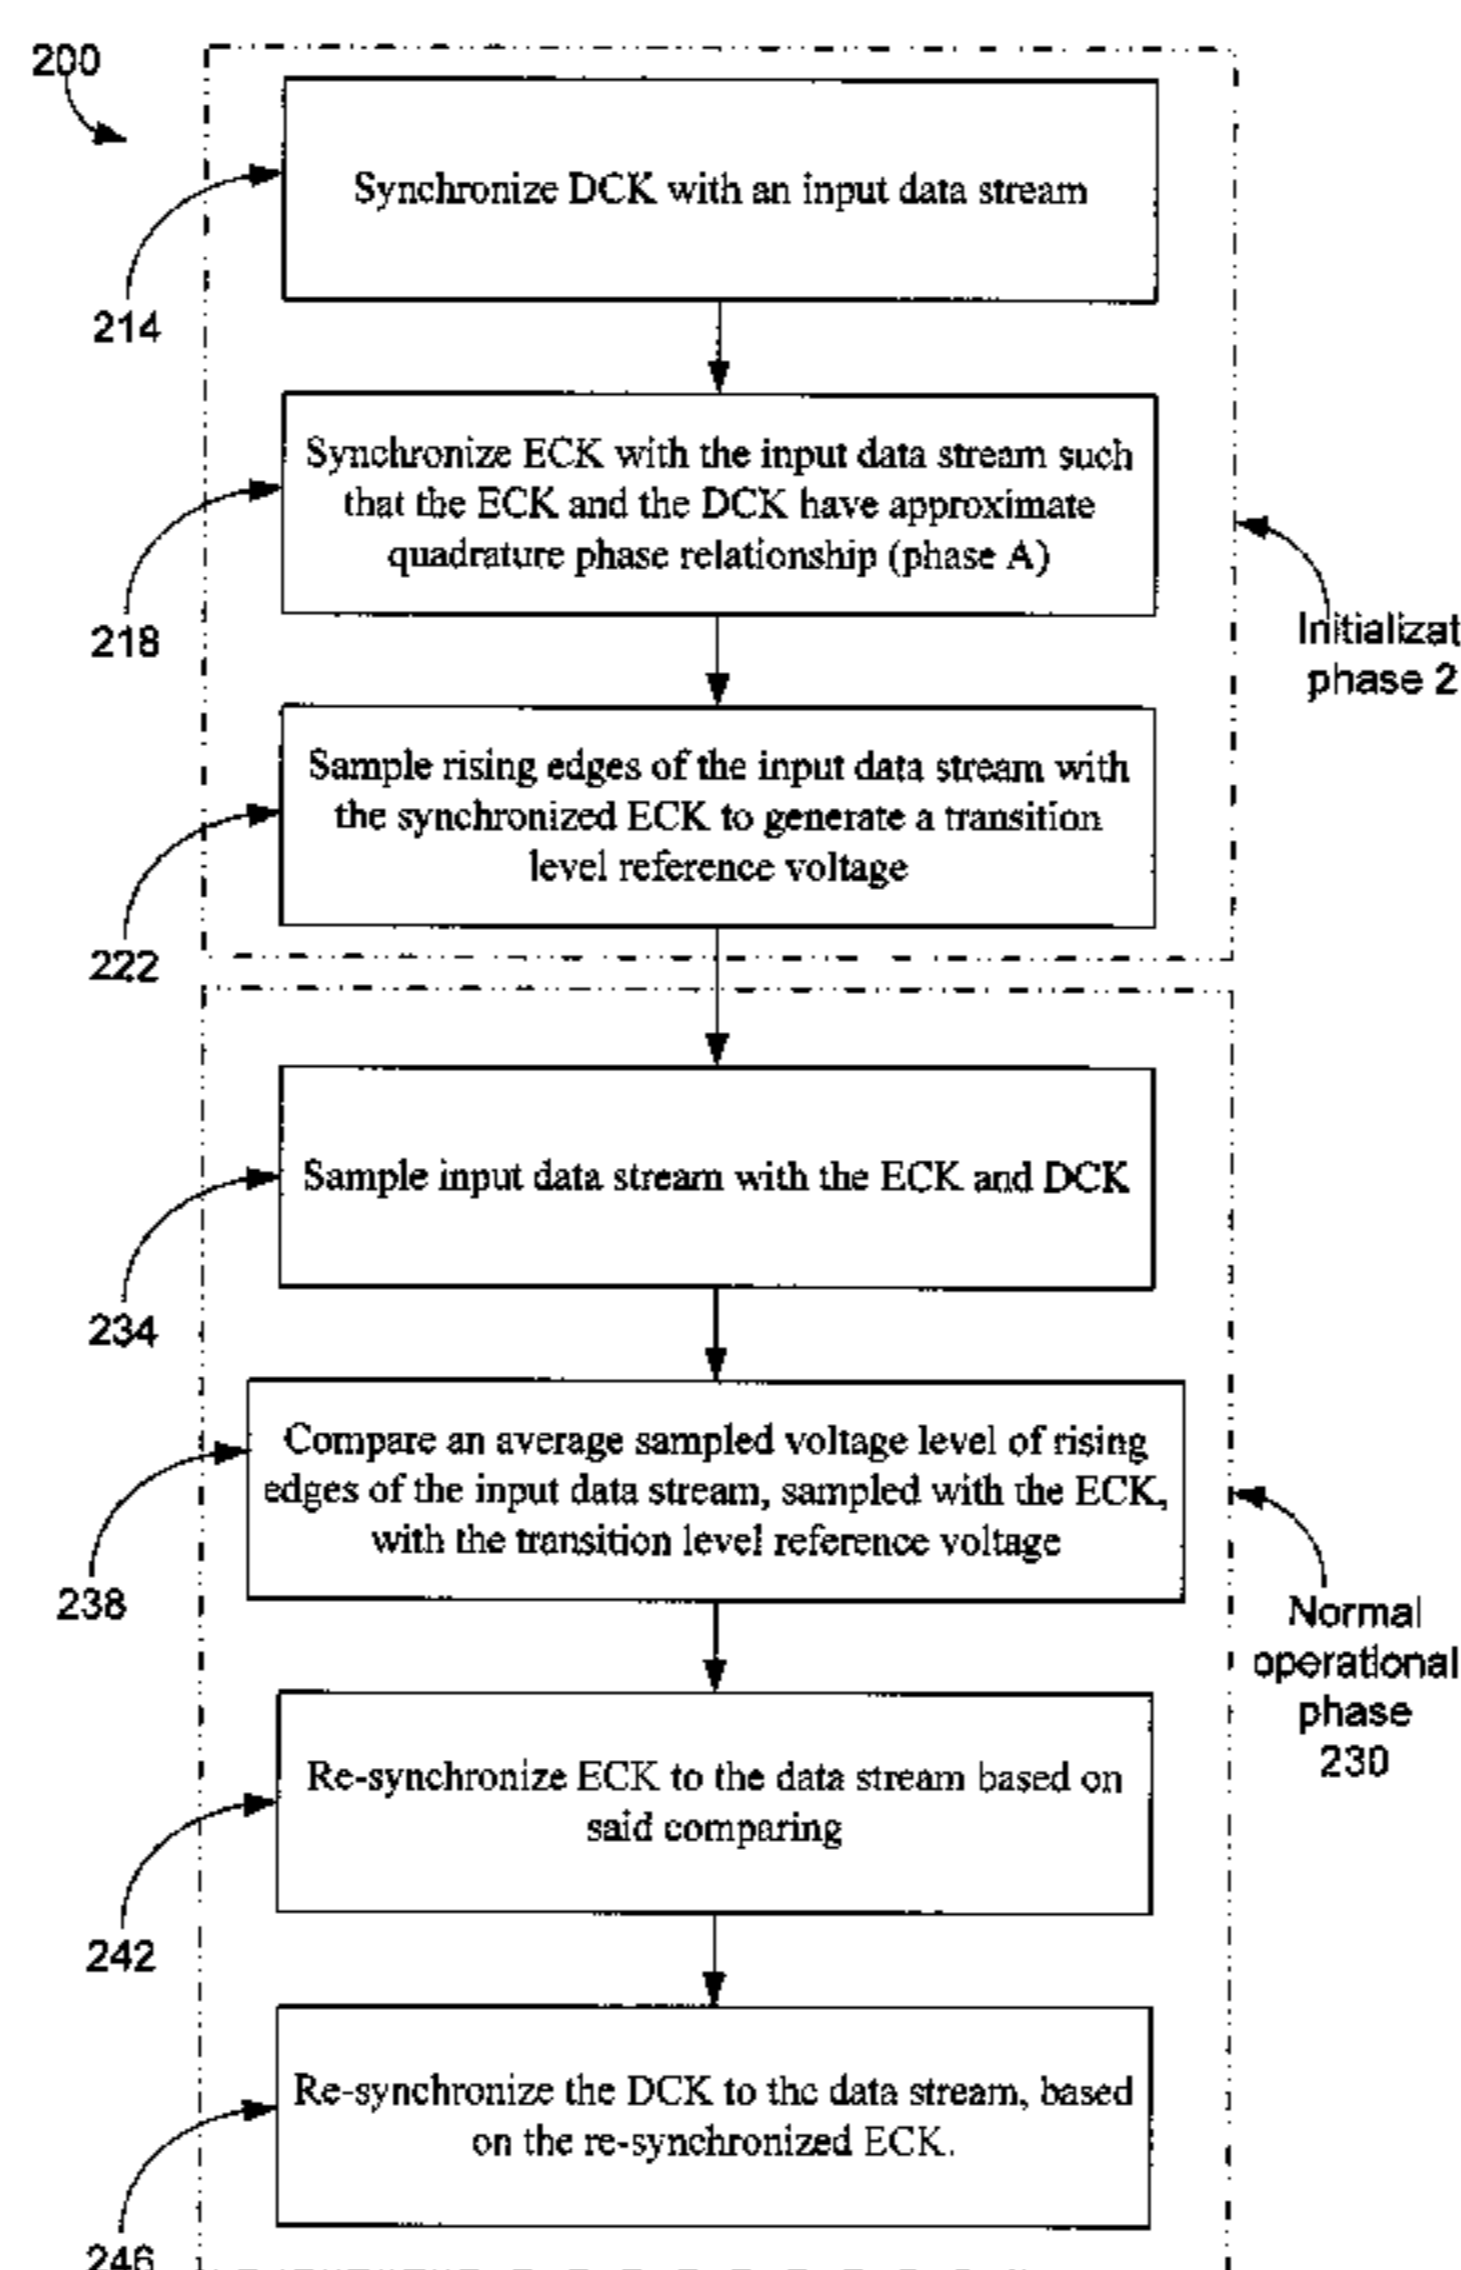 200
Synchronize DCK with an input data stream
214
Synchronize ECK with the input data stream such
that the ECK and the DCK have approximate
quadrature phase relationship (phase A)
218
Initializat
phase 2
Sample rising edges of the input data stream with
the synchronized ECK to generate a transition
level reference voltage
222
Sample input data stream with the ECK and DCK
234
Compare an average sampled voltage level of rising
edges of the input data stream, sampled with the ECK,
with the transition level reference voltage
238
Normal
operational
phase
230
Re-synchronize ECK to the data stream based on
said comparing
242
Re-synchronize the DCK to the data stream, based
on the re-synchronized ECK.
246